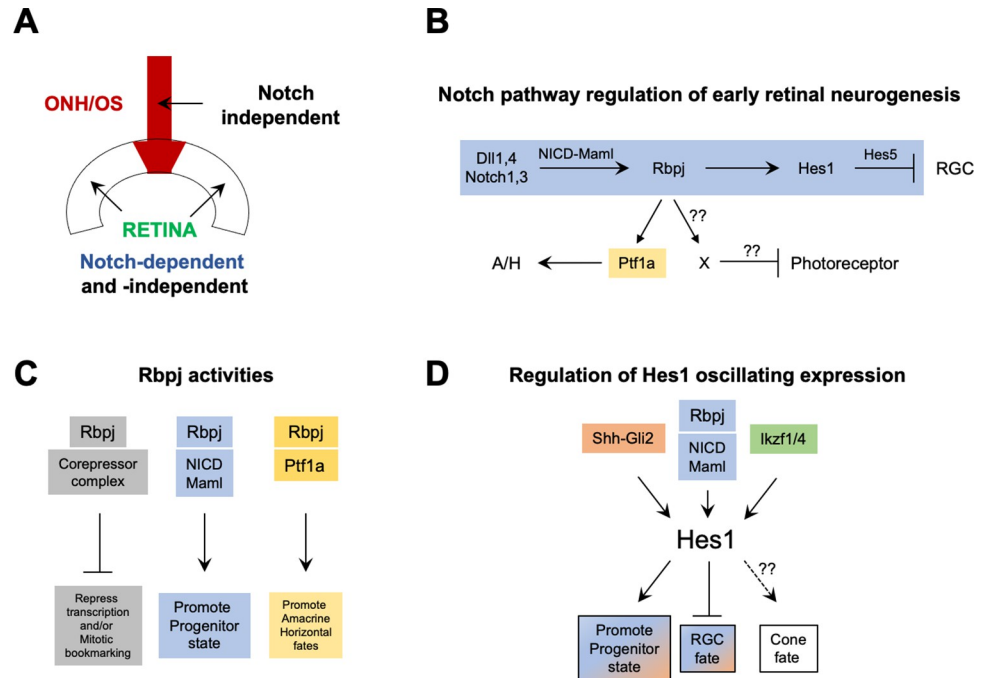 A
ONH/OS
Notch
independent
RETINA
Notch-dependent
and -independent
B
Notch pathway regulation of early retinal neurogenesis
Dll1,4
Notch1,3
NICD-Maml
Rbpj
Hes1
Hes5
RGC
??
A/H
Ptf1a
X
??
Photoreceptor
C
Rbpj activities
Rbpj
Corepressor
complex
Rbpj
NICD
Maml
Rbpj
Ptf1a
Repress
transcription
and/or
Mitotic
bookmarking
Promote
Progenitor
state
Promote
Amacrine
Horizontal
fates
D
Regulation of Hes1 oscillating expression
Shh-Gli2
Rbpj
NICD
Maml
Ikzf1/4
Hes1
??
Promote
Progenitor
state
RGC
fate
Cone
fate